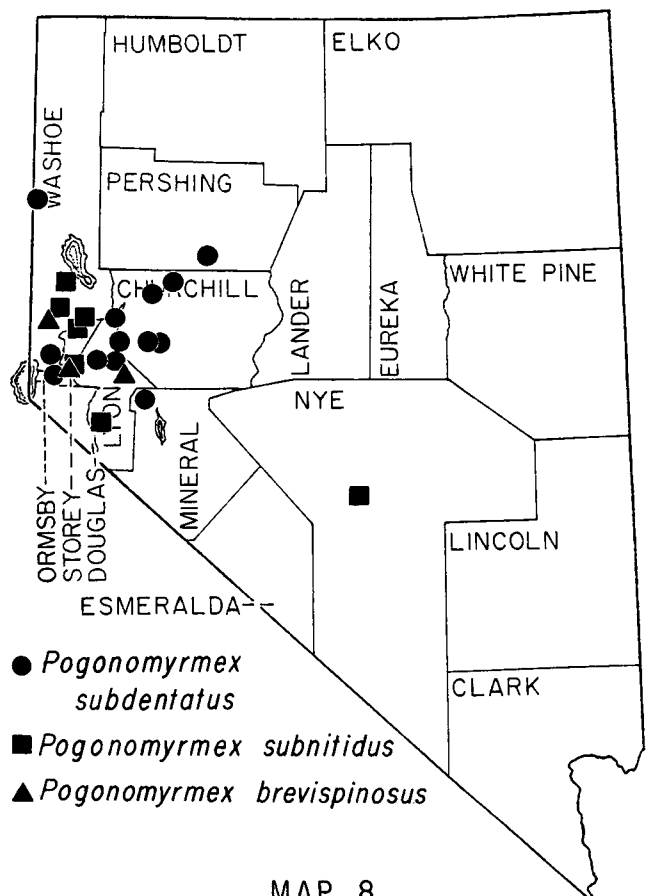 HUMBOLDT
ELKO
WASHOE
PERSHING
CHURCHILL
LANDER
EUREKA
WHITE PINE
LYON
NYE
MINERAL
ORMSBY
STOREY
DOUGLAS
LINCOLN
ESMERALDA
CLARK
Pogonomyrmex
subdentatus
Pogonomyrmex subnitidus
Pogonomyrmex brevispinosus
MAP 8